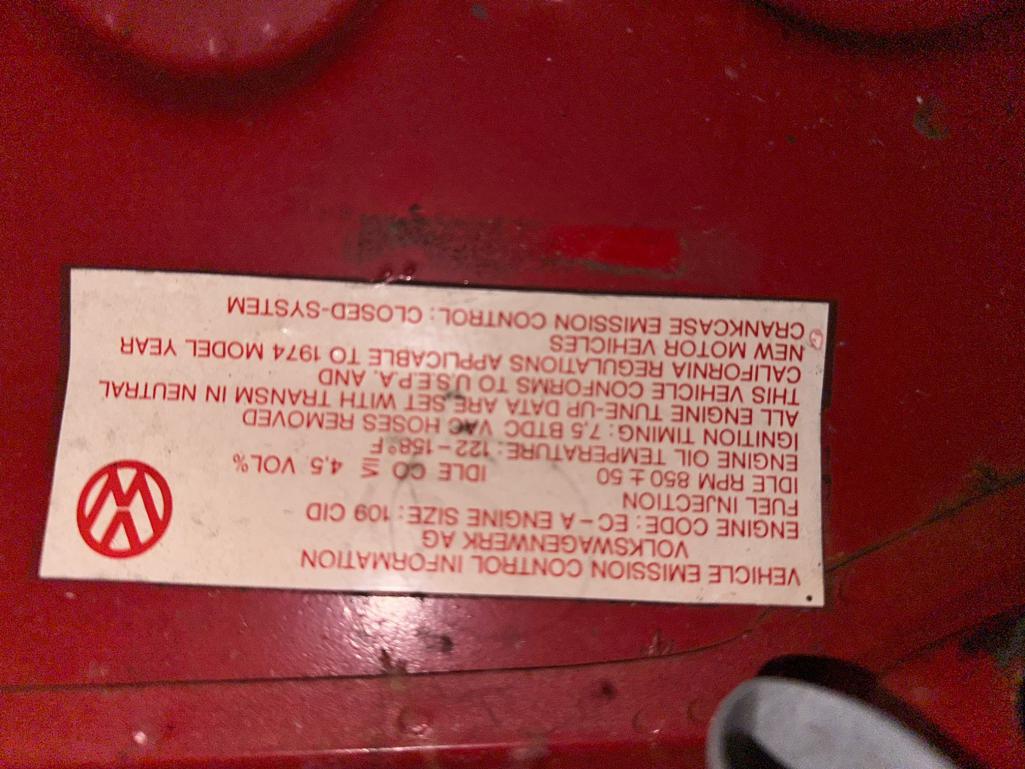 VEHICLE EMISSION CONTROL INFORMATION
VOLKSWAGENWERK AG
ENGINE CODE: EC–A ENGINE SIZE: 109 CID
FUEL INJECTION
IDLE RPM 850 ± 50 IDLE CO 4,5 VOL%
ENGINE OIL TEMPERATURE: 122–158°F
IGNITION TIMING: 7,5 BTDC VAC HOSES REMOVED
ALL ENGINE TUNE-UP DATA ARE SET WITH TRANSM IN NEUTRAL
THIS VEHICLE CONFORMS TO U.S.E.P.A. AND
CALIFORNIA REGULATIONS APPLICABLE TO 1974 MODEL YEAR
NEW MOTOR VEHICLES
CRANKCASE EMISSION CONTROL: CLOSED-SYSTEM